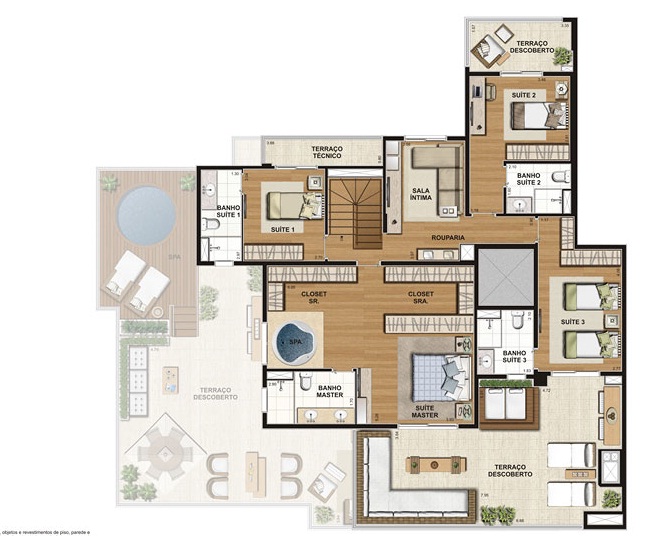 TERRAÇO
DESCOBERTO
SUÍTE 2
TERRAÇO
TÉCNICO
BANHO
SUÍTE 2
SALA
ÍNTIMA
BANHO
SUÍTE 1
SUÍTE 1
ROUPARIA
SPA
CLOSET
SR.
CLOSET
SRA.
SUÍTE 3
SPA
BANHO
SUÍTE 3
BANHO
MASTER
SUÍTE
MASTER
TERRAÇO
DESCOBERTO
TERRAÇO
DESCOBERTO
, objetos e revestimentos de piso, parede e